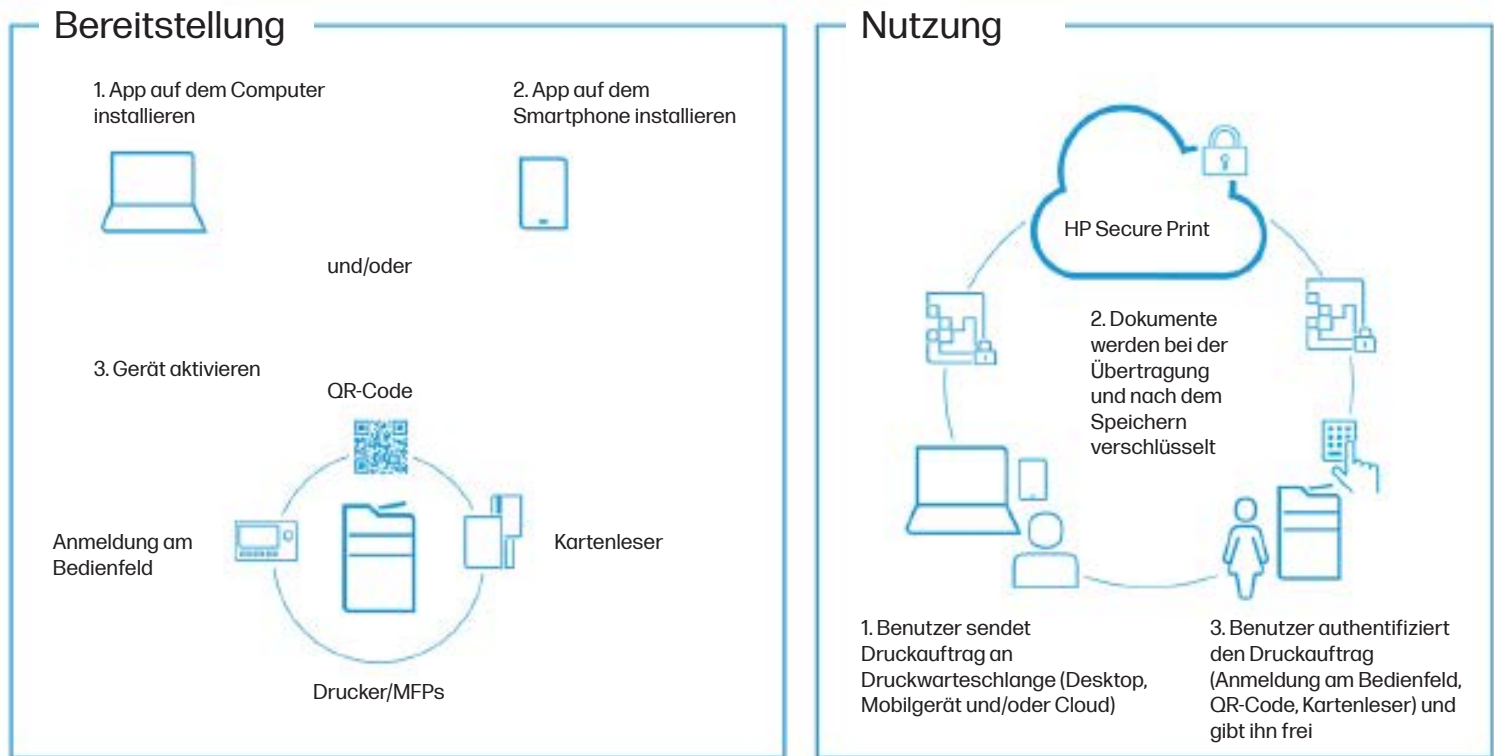 Bereitstellung
1. App auf dem Computer
installieren
2. App auf dem
Smartphone installieren
und/oder
3. Gerät aktivieren
QR-Code
Anmeldung am
Bedienfeld
Kartenleser
Drucker/MFPs
Nutzung
HP Secure Print
2. Dokumente
werden bei der
Übertragung
und nach dem
Speichern
verschlüsselt
1. Benutzer sendet
Druckauftrag an
Druckwarteschlange (Desktop,
Mobilgerät und/oder Cloud)
3. Benutzer authentifiziert
den Druckauftrag
(Anmeldung am Bedienfeld,
QR-Code, Kartenleser) und
gibt ihn frei